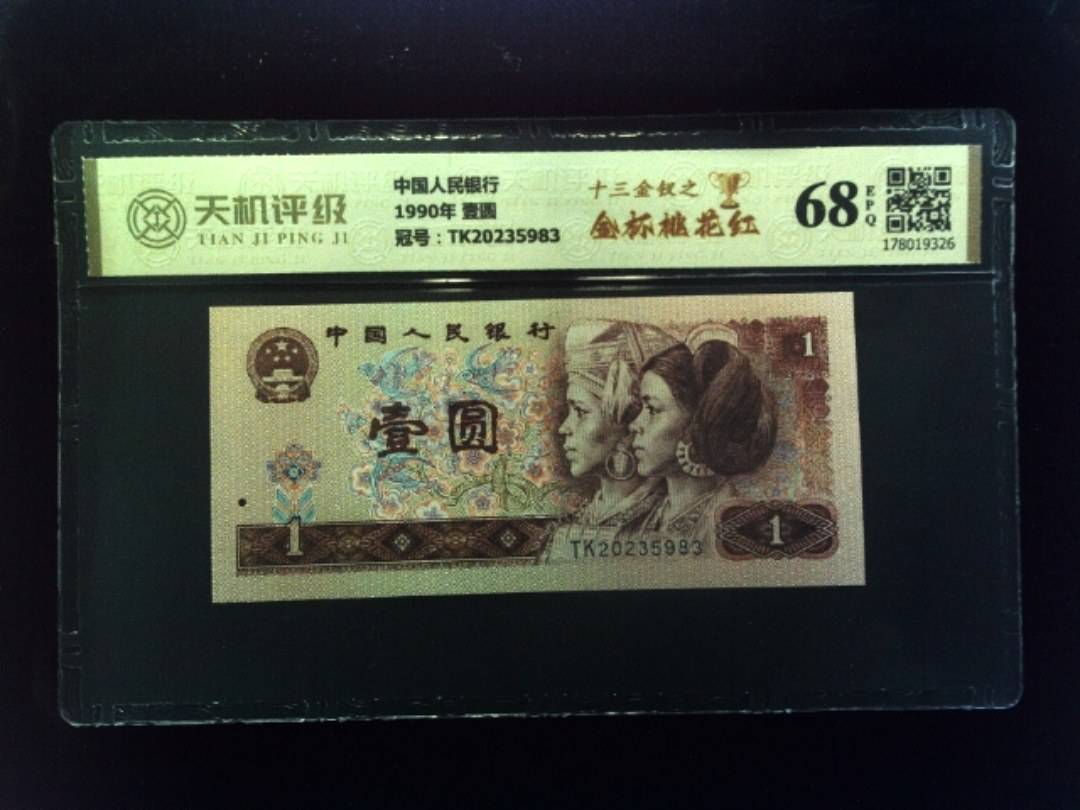 天机评级
TIAN JI PING JI
中国人民银行
1990年 壹圆
冠号：TK20235983
十三金钗之
金杯桃花红
68
EPQ
178019326
中国人民银行
1
壹圆
1
TK20235983
1